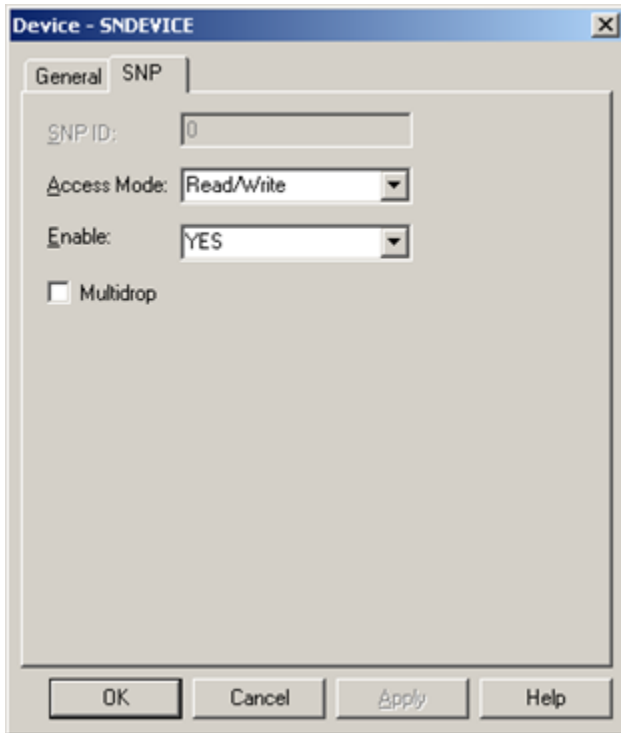 Device - SNDEVICE
General SNP
SNP ID: 0
Access Mode: Read/Write
Enable: YES
Multidrop
OK Cancel Apply Help